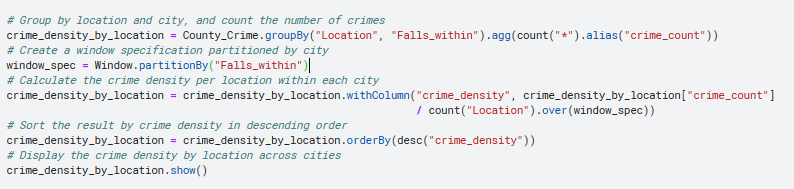 # Group by location and city, and count the number of crimes
crime_density_by_location = County_Crime.groupBy("Location", "Falls_within").agg(count("*").alias("crime_count"))
# Create a window specification partitioned by city
window_spec = Window.partitionBy("Falls_within")
# Calculate the crime density per location within each city
crime_density_by_location = crime_density_by_location.withColumn("crime_density", crime_density_by_location["crime_count"]
/ count("Location").over(window_spec))
# Sort the result by crime density in descending order
crime_density_by_location = crime_density_by_location.orderBy(desc("crime_density"))
# Display the crime density by location across cities
crime_density_by_location.show()